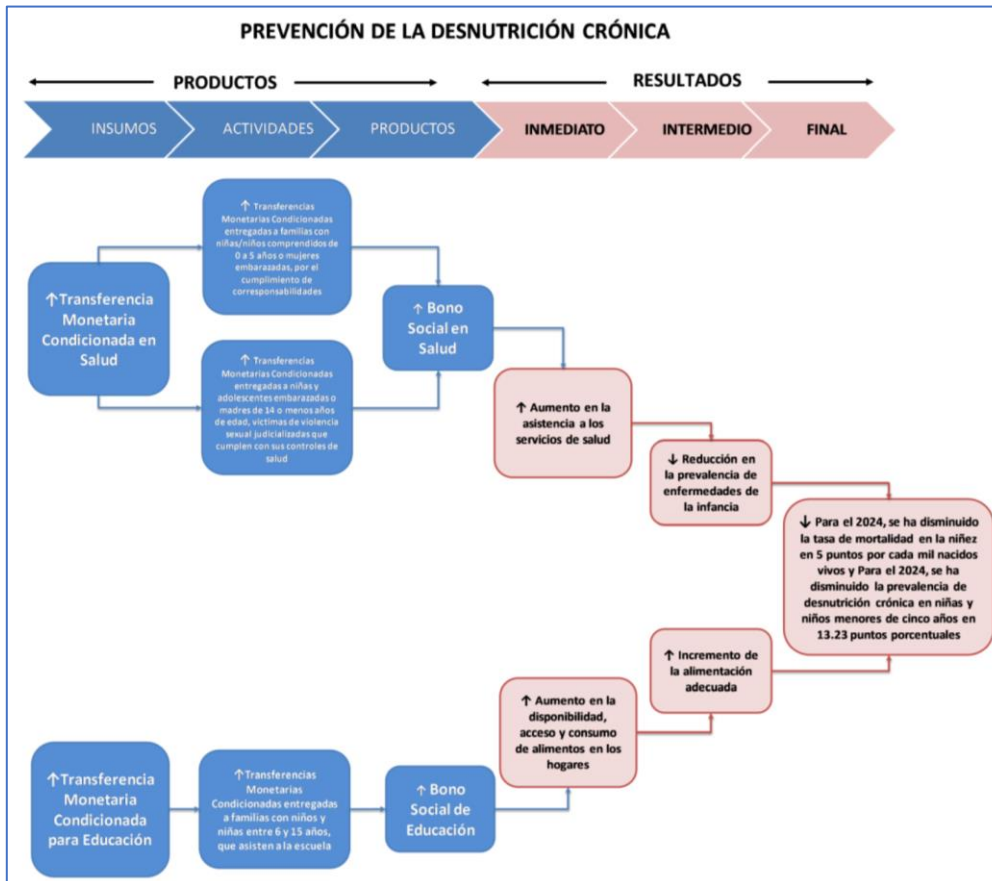 PREVENCIÓN DE LA DESNUTRICIÓN CRÓNICA
PRODUCTOS
RESULTADOS
INSUMOS
ACTIVIDADES
PRODUCTOS
INMEDIATO
INTERMEDIO
FINAL
↑Transferencia
Monetaria
Condicionada en
Salud
↑ Transferencias
Monetarias Condicionadas
entregadas a familias con
niñas/niños comprendidos de
0 a 5 años o mujeres
embarazadas, por el
cumplimiento de
corresponsabilidades
↑ Transferencias
Monetarias Condicionadas
entregadas a niñas y
adolescentes embarazadas o
madres de 14 o menos años
de edad, víctimas de violencia
sexual judicializadas que
cumplen con sus controles de
salud
↑ Bono
Social en
Salud
↑ Aumento en la
asistencia a los
servicios de salud
↓ Reducción en
la prevalencia de
enfermedades de
la infancia
↓ Para el 2024, se ha disminuido
la tasa de mortalidad en la niñez
en 5 puntos por cada mil nacidos
vivos y Para el 2024, se ha
disminuido la prevalencia de
desnutrición crónica en niñas y
niños menores de cinco años en
13.23 puntos porcentuales
↑Transferencia
Monetaria
Condicionada
para Educación
↑Transferencias
Monetarias
Condicionadas entregadas
a familias con niños y
niñas entre 6 y 15 años,
que asisten a la escuela
↑ Bono
Social de
Educación
↑ Aumento en la
disponibilidad,
acceso y consumo
de alimentos en los
hogares
↑ Incremento de
la alimentación
adecuada